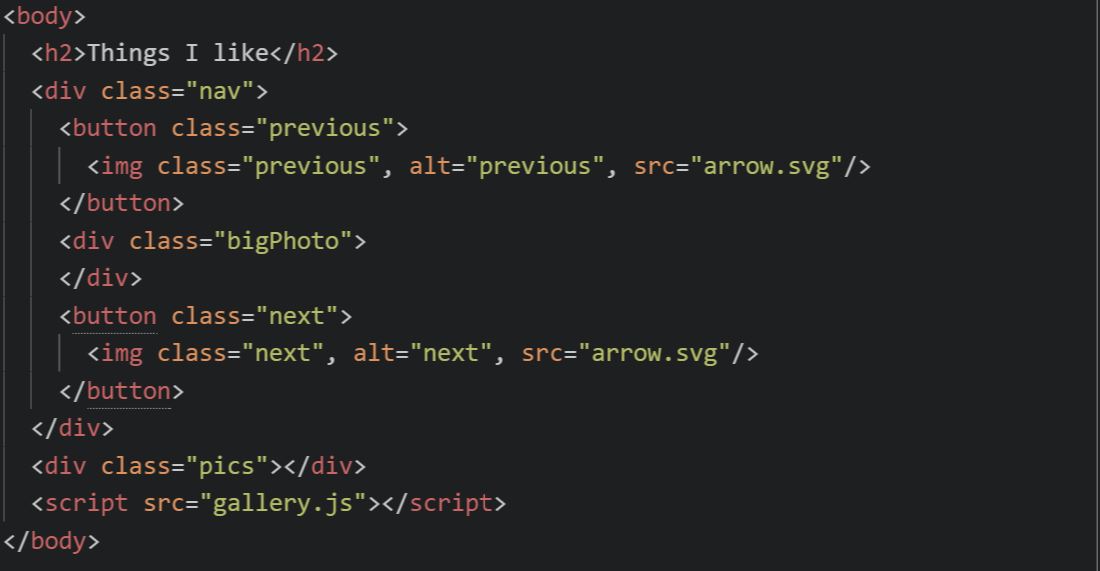 <body>
<h2>Things I like</h2>
<div class="nav">
<button class="previous">
<img class="previous", alt="previous", src="arrow.svg"/>
</button>
<div class="bigPhoto">
</div>
<button class="next">
<img class="next", alt="next", src="arrow.svg"/>
</button>
</div>
<div class="pics"></div>
<script src="gallery.js"></script>
</body>